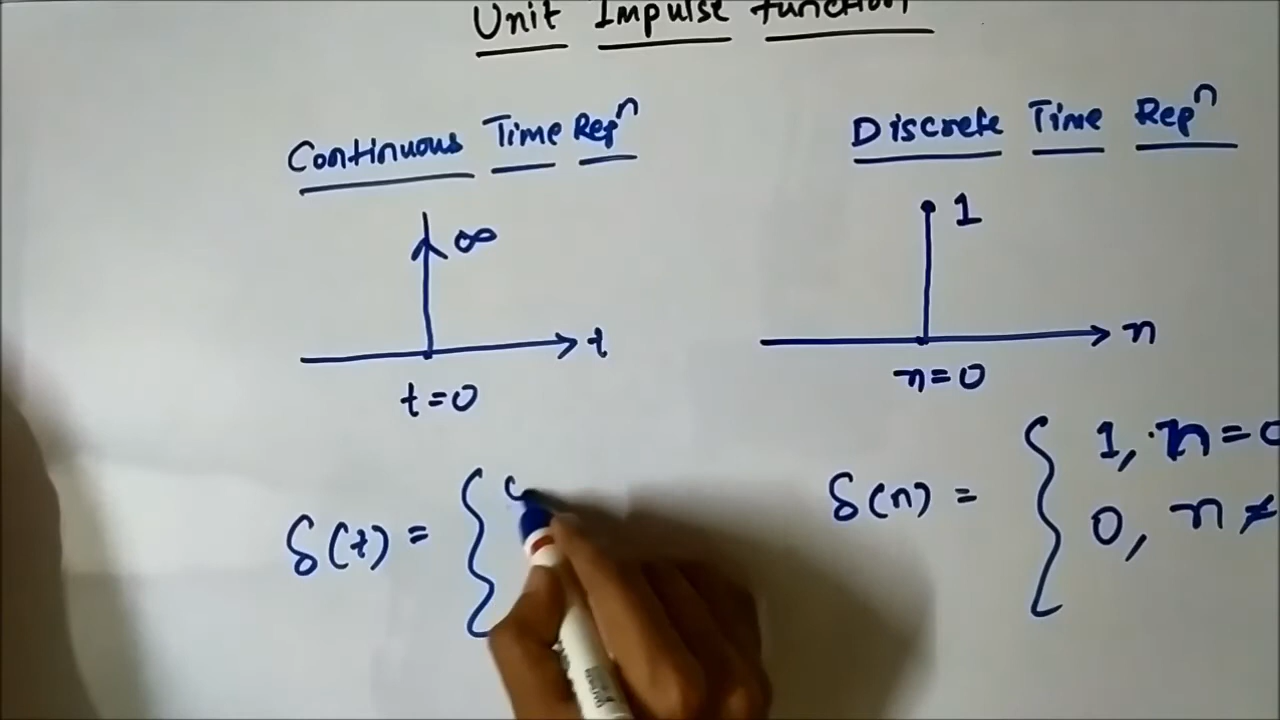 Unit Impulse function
Continuous Time Repⁿ
Discrete Time Repⁿ
∞
t
t=0
1
n
n=0
δ(t) = {
δ(n) = { 1, n=0
0, n≠